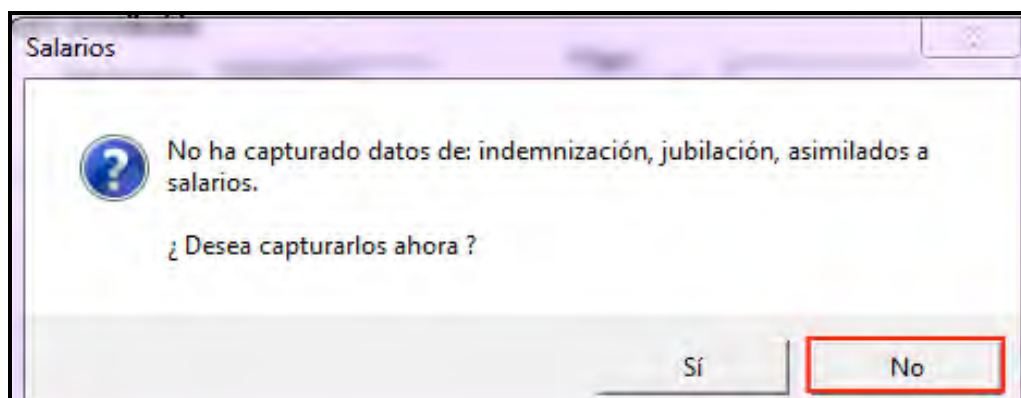 Salarios
No ha capturado datos de: indemnización, jubilación, asimilados a
salarios.
¿ Desea capturarlos ahora ?
Sí
No